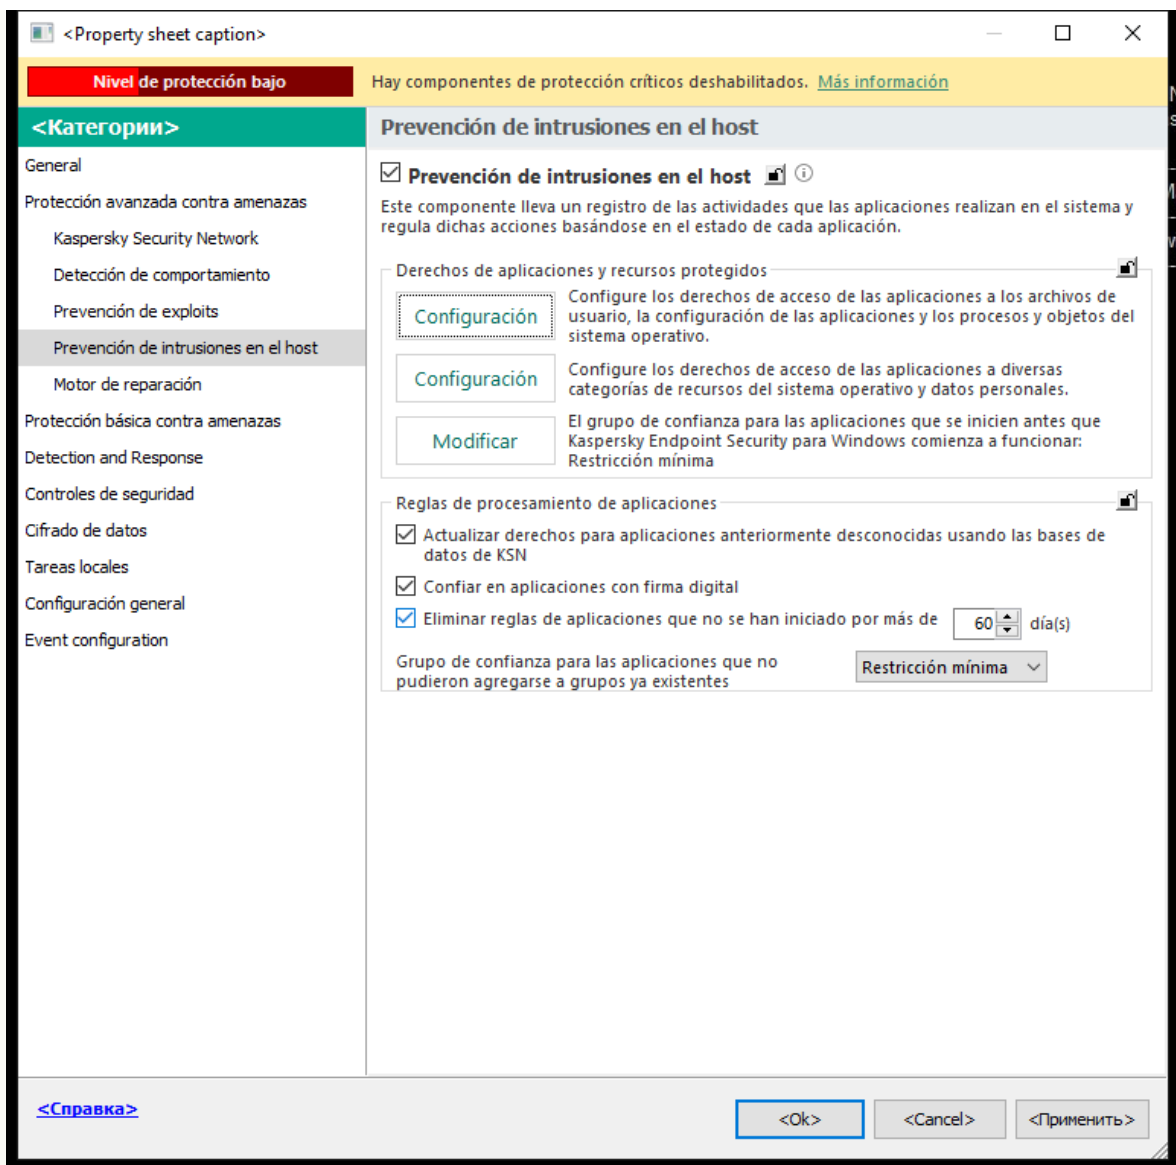 <Property sheet caption>
Nivel de protección bajo
Hay componentes de protección críticos deshabilitados. Más información
<Категории>
General
Protección avanzada contra amenazas
Kaspersky Security Network
Detección de comportamiento
Prevención de exploits
Prevención de intrusiones en el host
Motor de reparación
Protección básica contra amenazas
Detection and Response
Controles de seguridad
Cifrado de datos
Tareas locales
Configuración general
Event configuration
Prevención de intrusiones en el host
Prevención de intrusiones en el host
Este componente lleva un registro de las actividades que las aplicaciones realizan en el sistema y
regula dichas acciones basándose en el estado de cada aplicación.
Derechos de aplicaciones y recursos protegidos
Configuración
Configure los derechos de acceso de las aplicaciones a los archivos de
usuario, la configuración de las aplicaciones y los procesos y objetos del
sistema operativo.
Configuración
Configure los derechos de acceso de las aplicaciones a diversas
categorías de recursos del sistema operativo y datos personales.
Modificar
El grupo de confianza para las aplicaciones que se inicien antes que
Kaspersky Endpoint Security para Windows comienza a funcionar:
Restricción mínima
Reglas de procesamiento de aplicaciones
Actualizar derechos para aplicaciones anteriormente desconocidas usando las bases de
datos de KSN
Confiar en aplicaciones con firma digital
Eliminar reglas de aplicaciones que no se han iniciado por más de 60 día(s)
Grupo de confianza para las aplicaciones que no
pudieron agregarse a grupos ya existentes
Restricción mínima
<Справка>
<Ok>
<Cancel>
<Применить>